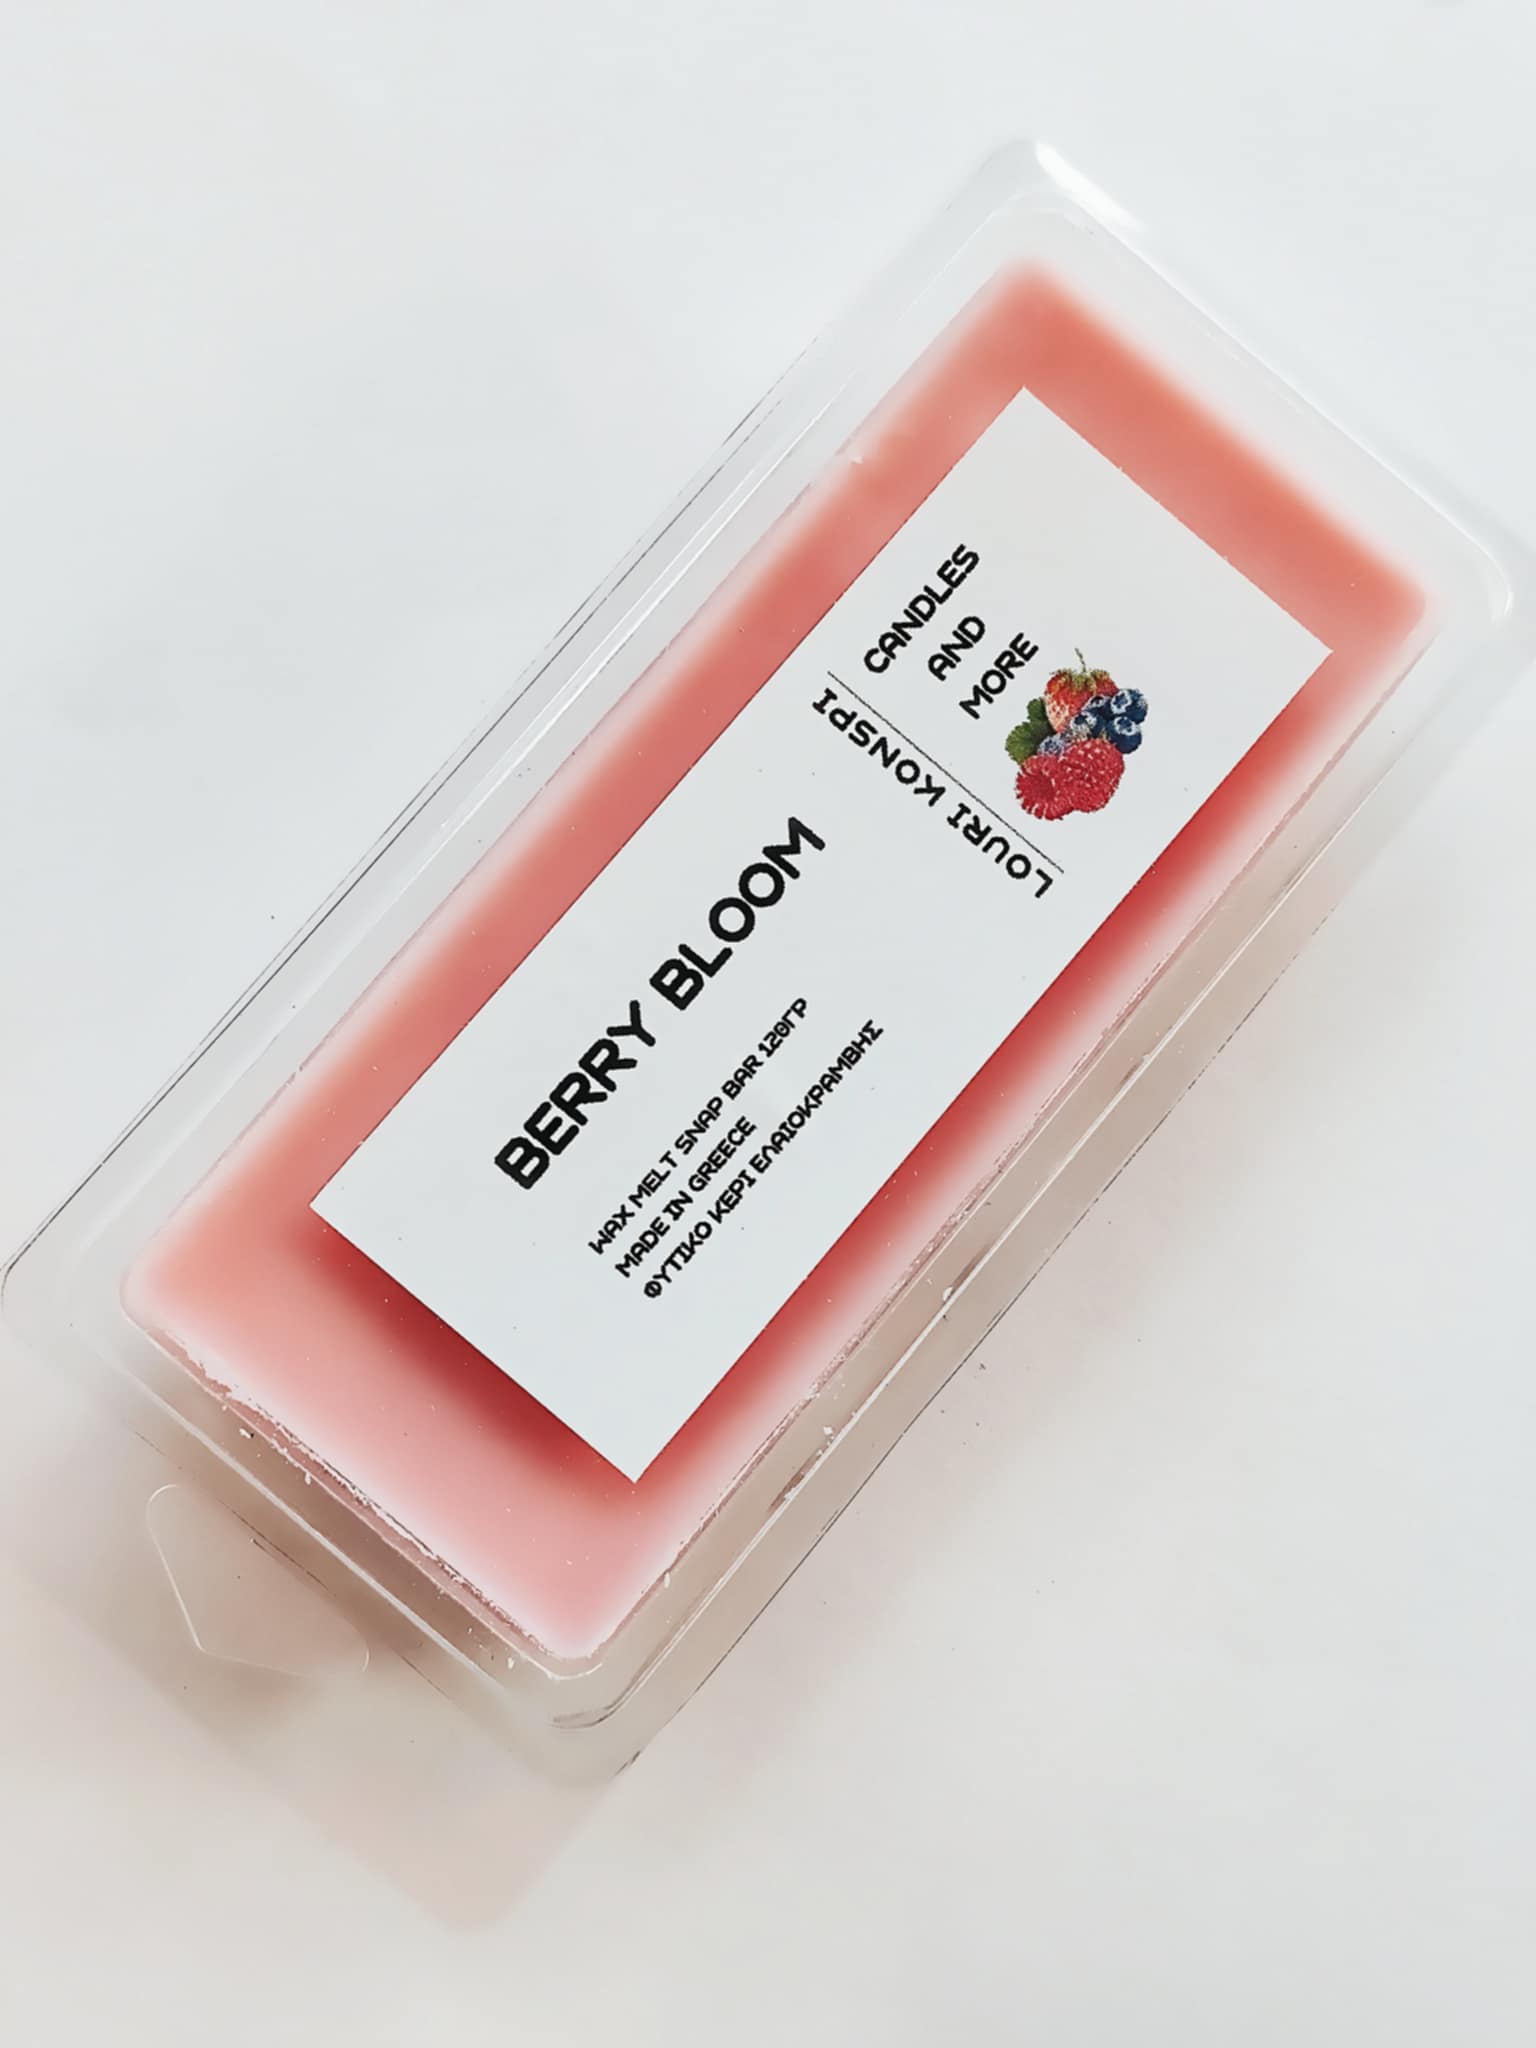 BERRY BLOOM
WAX MELT SNAP BAR 120ΓΡ
MADE IN GREECE
ΦΥΤΙΚΟ ΚΕΡΙ ΕΛΑΙΟΚΡΑΜΒΗΣ
LOURI KONSPI
CANDLES
AND
MORE